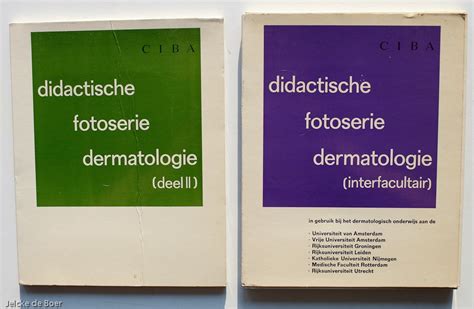 CIBA
didactische
fotoserie
dermatologie
(deel II)
CIBA
didactische
fotoserie
dermatologie
(interfacultair)
in gebruik bij het dermatologisch onderwijs aan de
· Universiteit van Amsterdam
· Vrije Universiteit Amsterdam
· Rijksuniversiteit Groningen
· Rijksuniversiteit Leiden
· Katholieke Universiteit Nijmegen
· Medische Faculteit Rotterdam
· Rijksuniversiteit Utrecht
Jelcke de Boer